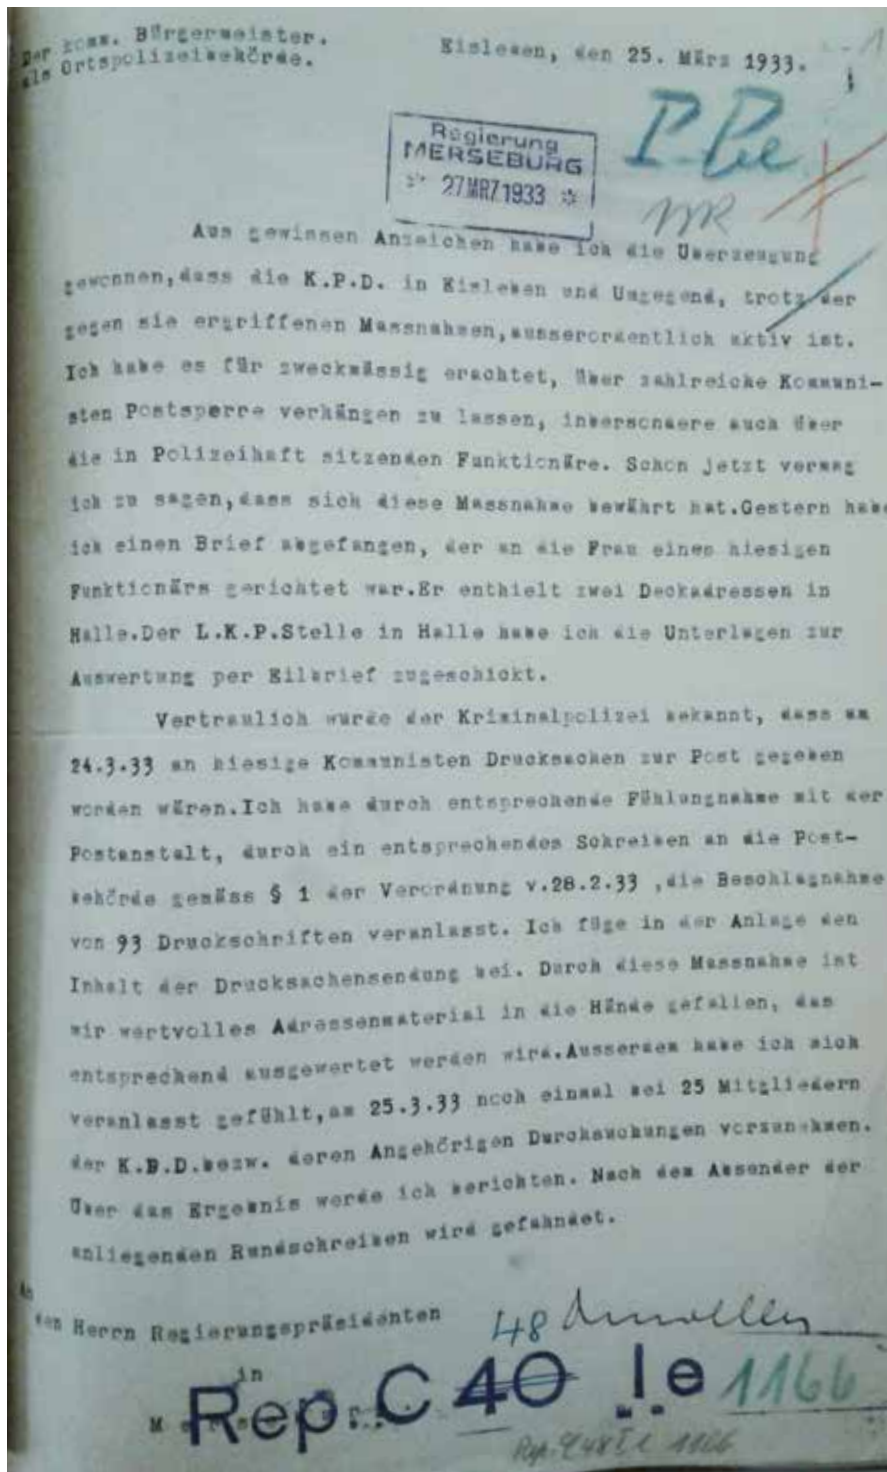 Der komm. Bürgermeister.
als Ortspolizeibehörde.
Eisleben, den 25. März 1933.
P. Be
Regierung
MERSEBURG
27 MRZ 1933
Aus gewissen Anzeichen habe ich die Überzeugung
gewonnen,dass die K.P.D. in Eisleben und Umgegend, trotz der
gegen sie ergriffenen Massnahmen,ausserordentlich aktiv ist.
Ich habe es für zweckmässig erachtet, über zahlreiche Kommuni-
sten Postsperre verhängen zu lassen, insbersondere auch über
die in Polizeihaft sitzenden Funktionäre. Schon jetzt vermag
ich zu sagen,dass sich diese Massnahme bewährt hat.Gestern habe
ich einen Brief abgefangen, der an die Frau eines hiesigen
Funktionärs gerichtet war.Er enthielt zwei Deckadressen in
Halle.Der L.K.P.Stelle in Halle habe ich die Unterlagen zur
Auswertung per Eilbrief zugeschickt.
Vertraulich wurde der Kriminalpolizei bekannt, dass am
24.3.33 an hiesige Kommunisten Drucksachen zur Post gegeben
worden wären.Ich habe durch entsprechende Fühlungnahme mit der
Postanstalt, durch ein entsprechendes Schreiben an die Post-
behörde gemäss § 1 der Verordnung v.28.2.33 ,die Beschlagnahme
von 93 Druckschriften veranlasst. Ich füge in der Anlage den
Inhalt der Drucksachensendung bei. Durch diese Massnahme ist
mir wertvolles Adressenmaterial in die Hände gefallen, das
entsprechend ausgewertet werden wird.Ausserdem habe ich mich
veranlasst gefühlt,am 25.3.33 noch einmal bei 25 Mitgliedern
der K.P.D.bezw. deren Angehörigen Durchsuchungen vorzunehmen.
Über das Ergebnis werde ich berichten. Nach dem Absender der
anliegenden Rundschreiben wird gefahndet.
An
den Herrn Regierungspräsidenten
48
in
Rep. C 40 Ie 1166
Rep. C 48 Ie 1166